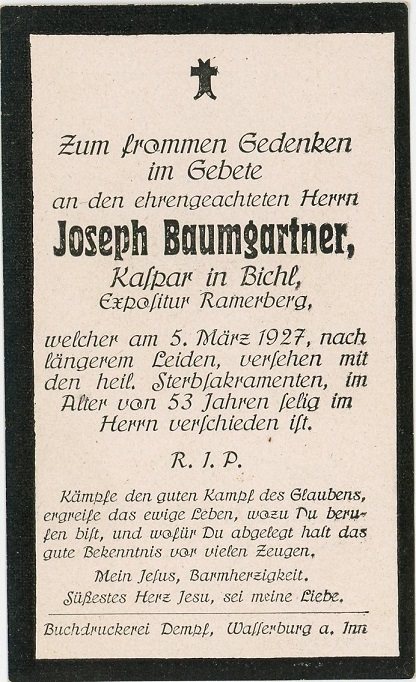 Zum frommen Gedenken
im Gebete
an den ehrengeachteten Herrn
Joseph Baumgartner,
Kaſpar in Bichl,
Expoſitur Ramerberg,
welcher am 5. März 1927, nach
längerem Leiden, verſehen mit
den heil. Sterbſakramenten, im
Alter von 53 Jahren ſelig im
Herrn verſchieden iſt.
R. I. P.
Kämpfe den guten Kampf des Glaubens,
ergreife das ewige Leben, wozu Du beru-
fen biſt, und wofür Du abgelegt haſt das
gute Bekenntnis vor vielen Zeugen.
Mein Jeſus, Barmherzigkeit.
Süßeſtes Herz Jesu, sei meine Liebe.
Buchdruckerei Dempf, Waſſerburg a. Inn